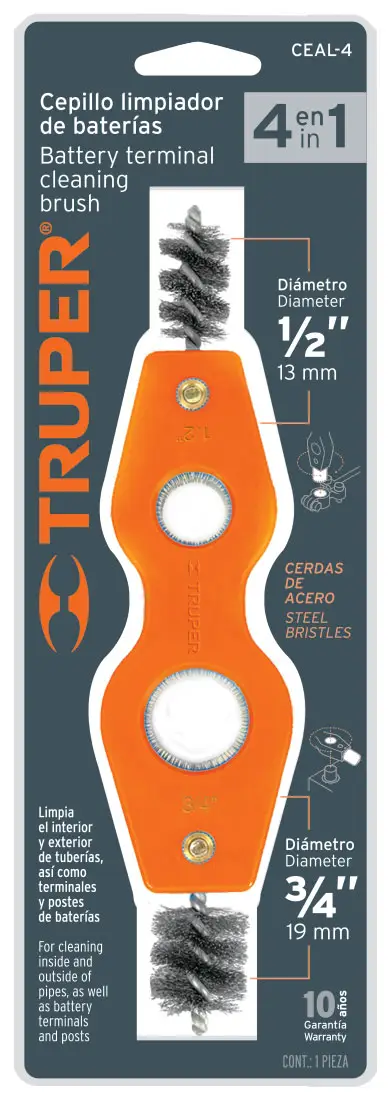 CEAL-4
Cepillo limpiador
de baterías
Battery terminal
cleaning
brush
4 en in 1
TRUPER®
Diámetro
Diameter
1/2"
13 mm
1/2"
TRUPER
CERDAS
DE
ACERO
STEEL
BRISTLES
3/4"
Limpia
el interior
y exterior
de tuberías,
así como
terminales
y postes
de baterías
For cleaning
inside and
outside of
pipes, as well
as battery
terminals
and posts
Diámetro
Diameter
3/4"
19 mm
10 años
Garantía
Warranty
CONT.: 1 PIEZA